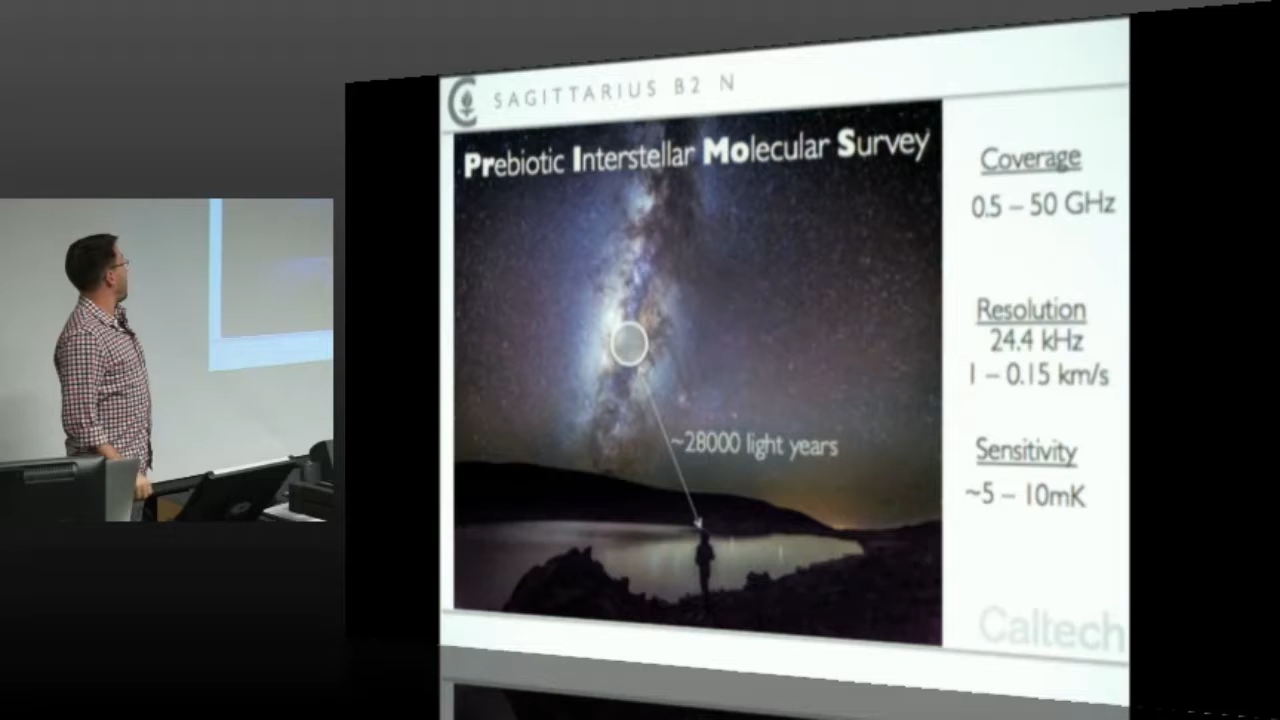 SAGITTARIUS B2 N
Prebiotic Interstellar Molecular Survey
~28000 light years
Coverage
0.5 – 50 GHz
Resolution
24.4 kHz
1 – 0.15 km/s
Sensitivity
~5 – 10mK
Caltech